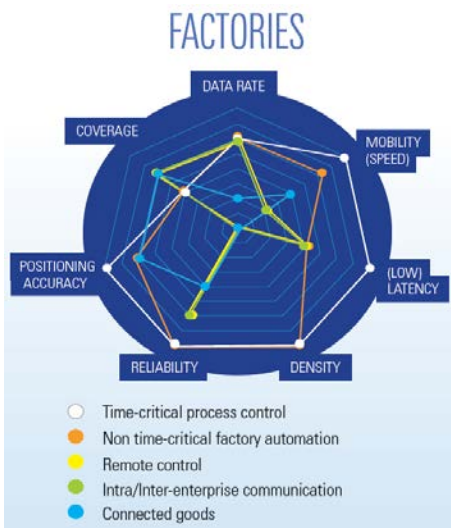 FACTORIES
DATA RATE
COVERAGE
MOBILITY
(SPEED)
POSITIONING
ACCURACY
(LOW)
LATENCY
RELIABILITY
DENSITY
Time-critical process control
Non time-critical factory automation
Remote control
Intra/Inter-enterprise communication
Connected goods